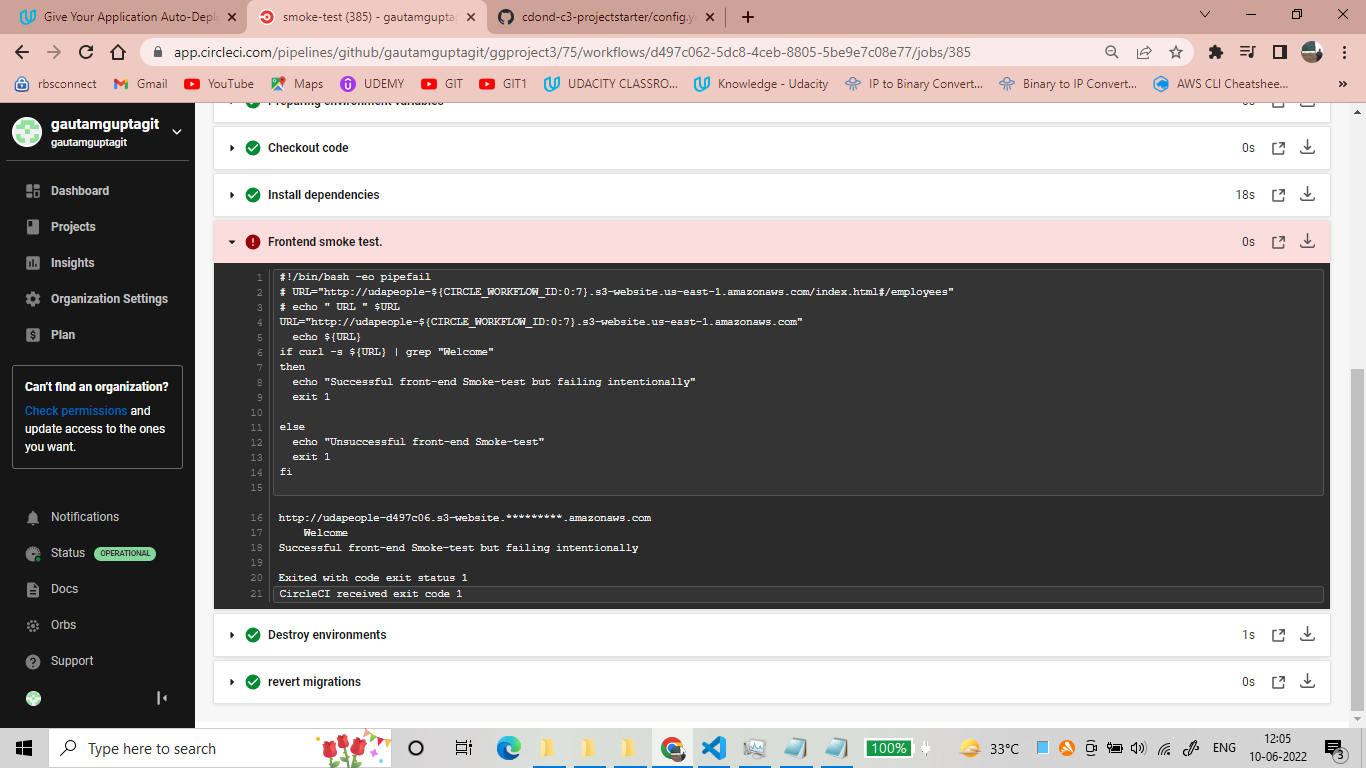 Give Your Application Auto-Depl
smoke-test (385) - gautamgupta
cdond-c3-projectstarter/config.y
app.circleci.com/pipelines/github/gautamguptagit/ggproject3/75/workflows/d497c062-5dc8-4ceb-8805-5be9e7c08e77/jobs/385
rbsconnect
Gmail
YouTube
Maps
UDEMY
GIT
GIT1
UDACITY CLASSRO...
Knowledge - Udacity
IP to Binary Convert...
Binary to IP Convert...
AWS CLI Cheatshee...
gautamguptagit
gautamguptagit
Dashboard
Projects
Insights
Organization Settings
Plan
Can't find an organization?
Check permissions and
update access to the ones
you want.
Notifications
Status OPERATIONAL
Docs
Orbs
Support
Preparing environment variables 0s
Checkout code 0s
Install dependencies 18s
Frontend smoke test. 0s
1 #!/bin/bash -eo pipefail
2 # URL="http://udapeople-${CIRCLE_WORKFLOW_ID:0:7}.s3-website.us-east-1.amazonaws.com/index.html#/employees"
3 # echo " URL " $URL
4 URL="http://udapeople-${CIRCLE_WORKFLOW_ID:0:7}.s3-website.us-east-1.amazonaws.com"
5 echo ${URL}
6 if curl -s ${URL} | grep "Welcome"
7 then
8 echo "Successful front-end Smoke-test but failing intentionally"
9 exit 1
10
11 else
12 echo "Unsuccessful front-end Smoke-test"
13 exit 1
14 fi
15
16 http://udapeople-d497c06.s3-website.*********.amazonaws.com
17 Welcome
18 Successful front-end Smoke-test but failing intentionally
19
20 Exited with code exit status 1
21 CircleCI received exit code 1
Destroy environments 1s
revert migrations 0s
Type here to search
100%
33°C
ENG
12:05
10-06-2022
3